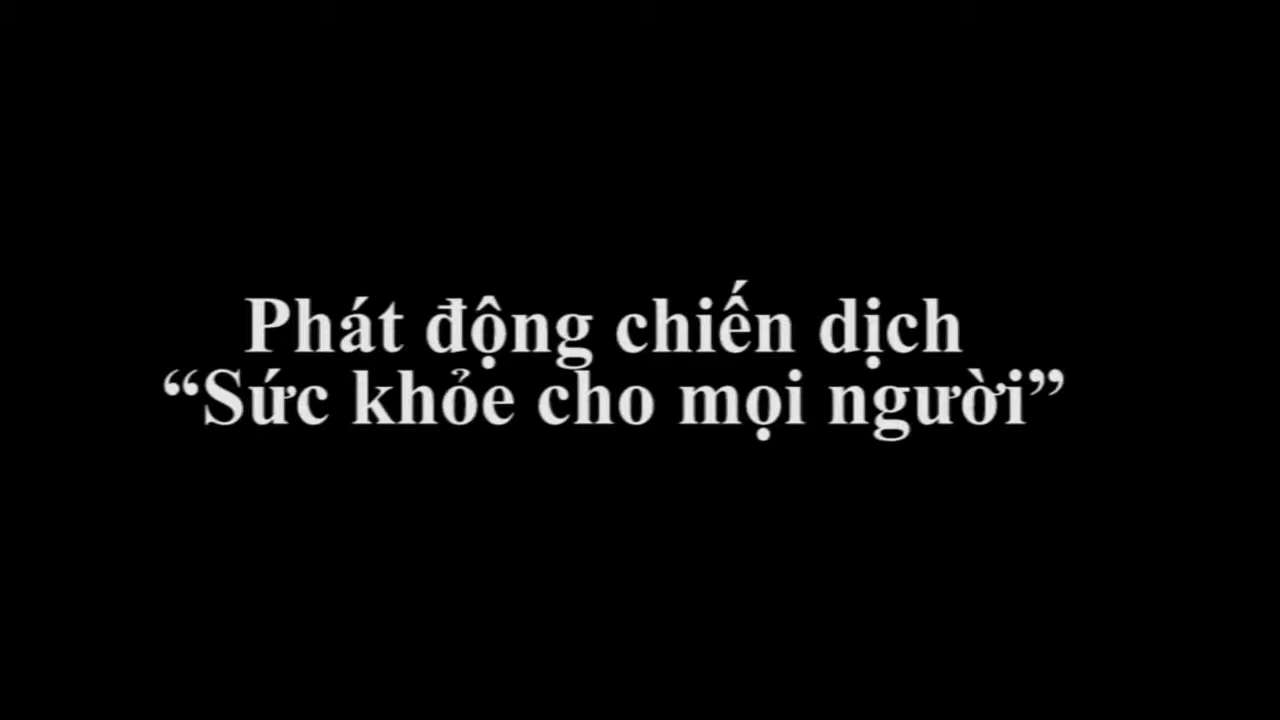 Phát động chiến dịch
“Sức khỏe cho mọi người”